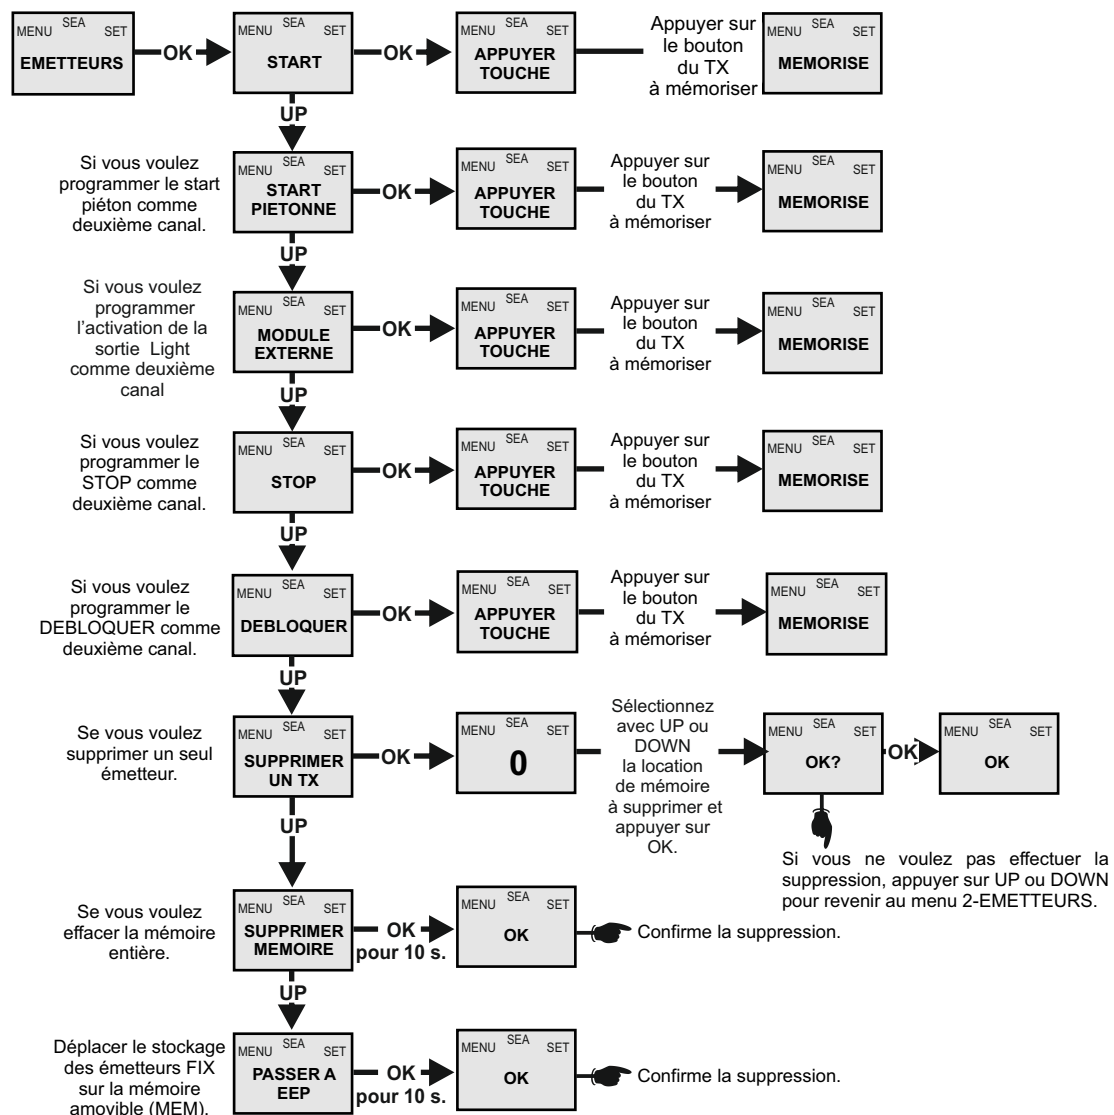 MENU SEA SET
EMETTEURS
OK
MENU SEA SET
START
OK
MENU SEA SET
APPUYER
TOUCHE
Appuyer sur
le bouton
du TX
à mémoriser
MENU SEA SET
MEMORISE
UP
Si vous voulez
programmer le start
piéton comme
deuxième canal.
MENU SEA SET
START
PIETONNE
OK
MENU SEA SET
APPUYER
TOUCHE
Appuyer sur
le bouton
du TX
à mémoriser
MENU SEA SET
MEMORISE
UP
Si vous voulez
programmer
l'activation de la
sortie Light
comme deuxième
canal
MENU SEA SET
MODULE
EXTERNE
OK
MENU SEA SET
APPUYER
TOUCHE
Appuyer sur
le bouton
du TX
à mémoriser
MENU SEA SET
MEMORISE
UP
Si vous voulez
programmer le
STOP comme
deuxième canal.
MENU SEA SET
STOP
OK
MENU SEA SET
APPUYER
TOUCHE
Appuyer sur
le bouton
du TX
à mémoriser
MENU SEA SET
MEMORISE
UP
Si vous voulez
programmer le
DEBLOQUER comme
deuxième canal.
MENU SEA SET
DEBLOQUER
OK
MENU SEA SET
APPUYER
TOUCHE
Appuyer sur
le bouton
du TX
à mémoriser
MENU SEA SET
MEMORISE
UP
Se vous voulez
supprimer un seul
émetteur.
MENU SEA SET
SUPPRIMER
UN TX
OK
MENU SEA SET
0
Sélectionnez
avec UP ou
DOWN
la location
de mémoire
à supprimer et
appuyer sur
OK.
MENU SEA SET
OK?
OK
MENU SEA SET
OK
Si vous ne voulez pas effectuer la
suppression, appuyer sur UP ou DOWN
pour revenir au menu 2-EMETTEURS.
UP
Se vous voulez
effacer la mémoire
entière.
MENU SEA SET
SUPPRIMER
MEMOIRE
OK
pour 10 s.
MENU SEA SET
OK
Confirme la suppression.
UP
Déplacer le stockage
des émetteurs FIX
sur la mémoire
amovible (MEM).
MENU SEA SET
PASSER A
EEP
OK
pour 10 s.
MENU SEA SET
OK
Confirme la suppression.